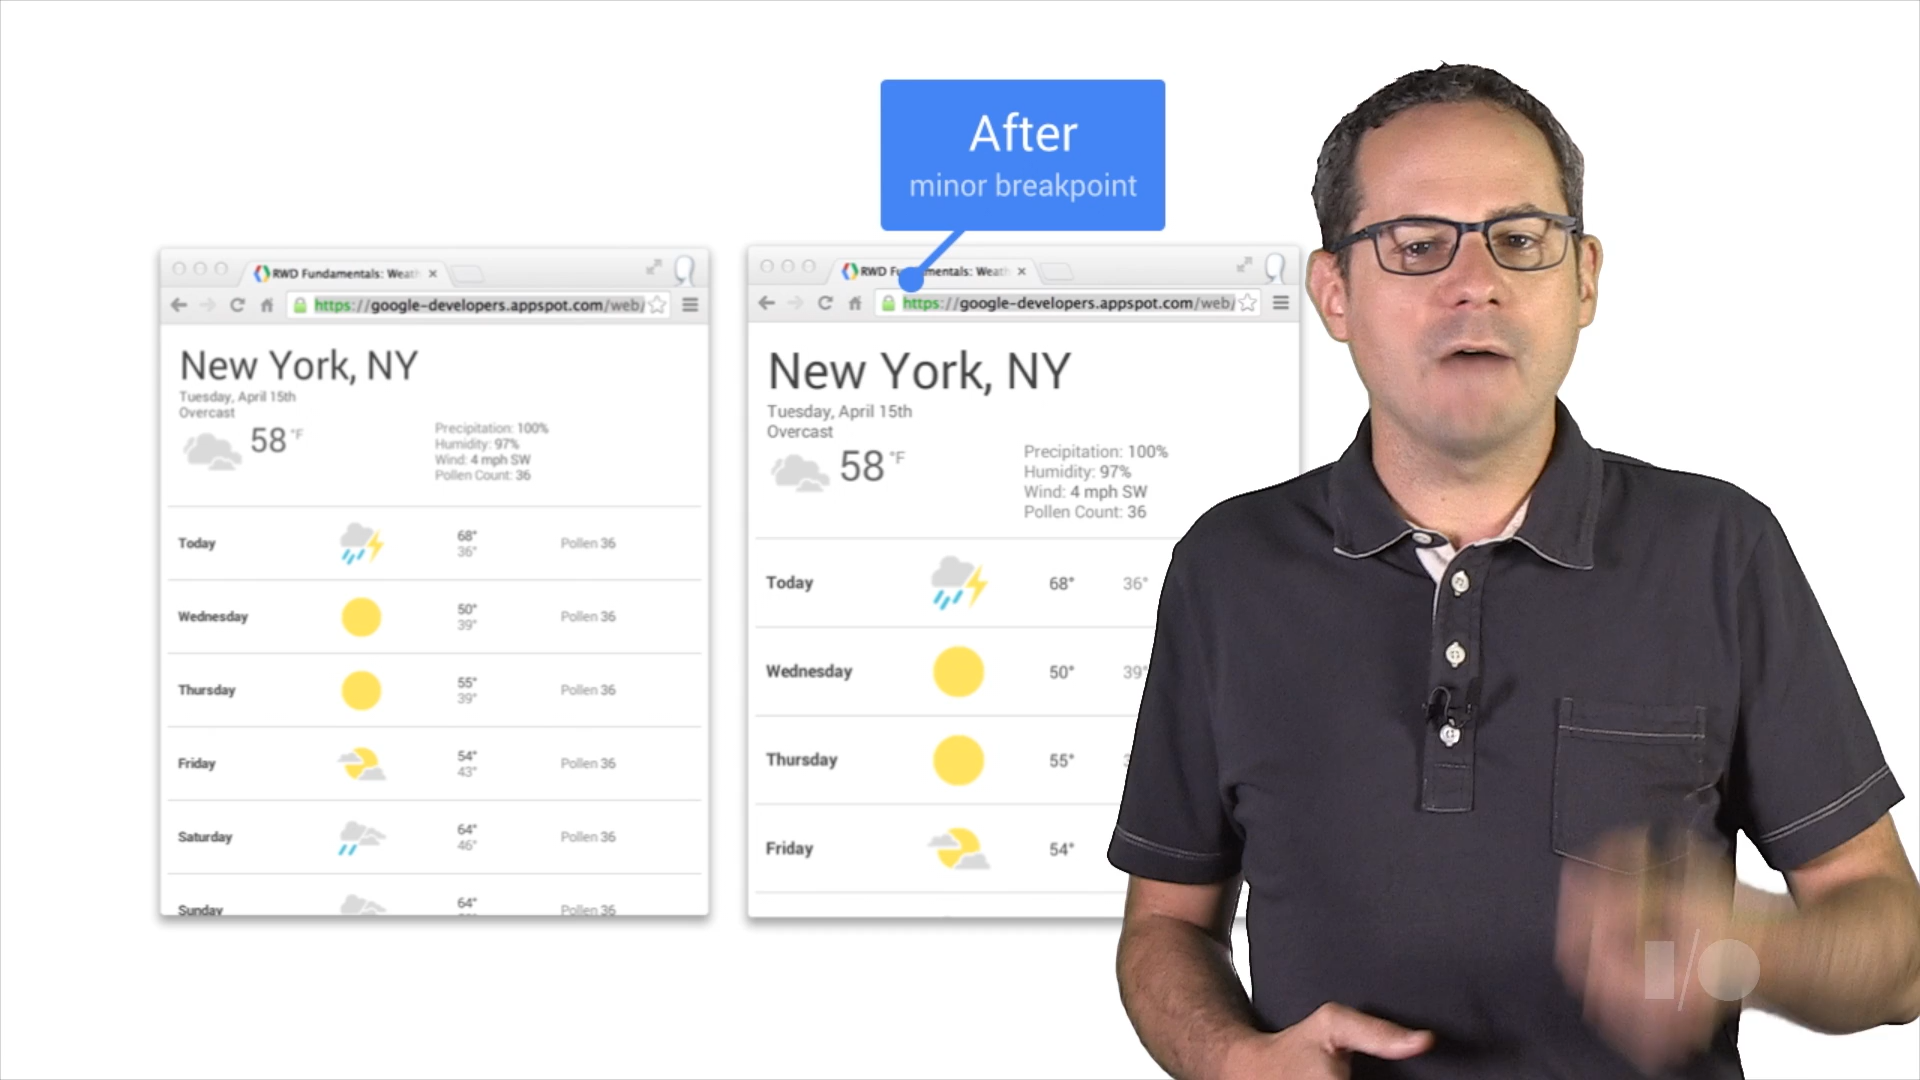 After
minor breakpoint
RWD Fundamentals: Weath
https://google-developers.appspot.com/web/
New York, NY
Tuesday, April 15th
Overcast
58 °F
Precipitation: 100%
Humidity: 97%
Wind: 4 mph SW
Pollen Count: 36
Today 68° 36° Pollen 36
Wednesday 50° 39° Pollen 36
Thursday 55° 39° Pollen 36
Friday 54° 43° Pollen 36
Saturday 64° 46° Pollen 36
Sunday 64° Pollen 36
RWD Fu mentals: Weath
https://google-developers.appspot.com/web/
New York, NY
Tuesday, April 15th
Overcast
58 °F
Precipitation: 100%
Humidity: 97%
Wind: 4 mph SW
Pollen Count: 36
Today 68° 36°
Wednesday 50° 39°
Thursday 55°
Friday 54°
I/O